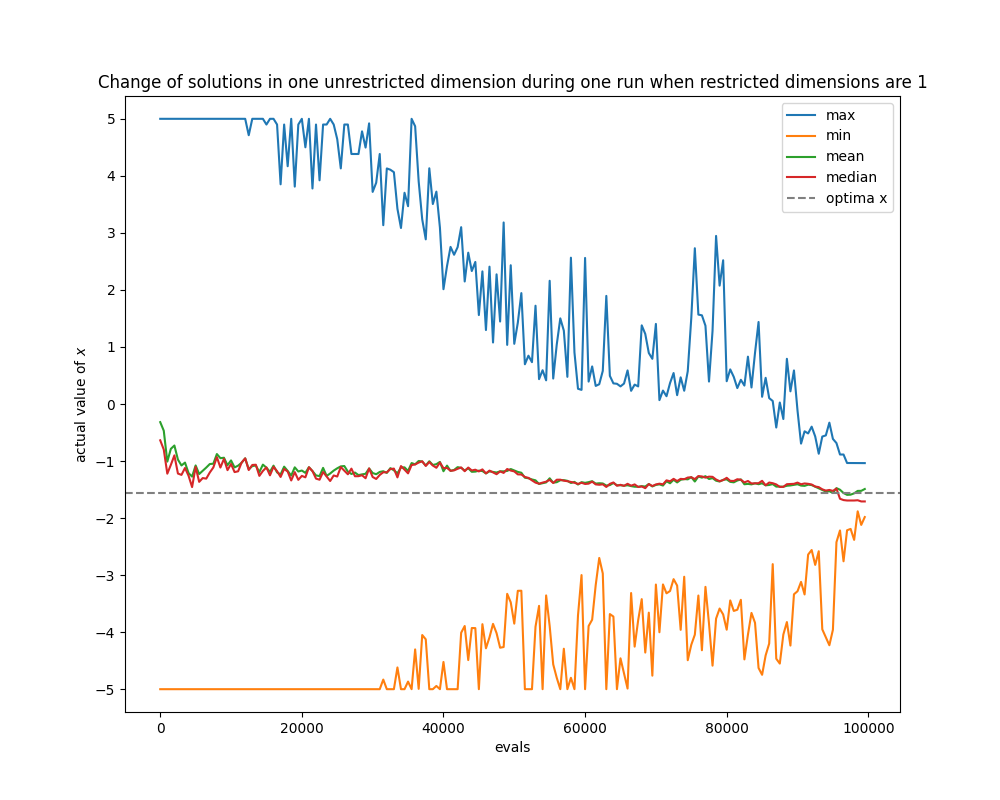 Change of solutions in one unrestricted dimension during one run when restricted dimensions are 1
max
min
mean
median
optima x
5
4
3
2
1
0
−1
−2
−3
−4
−5
actual value of x
0 20000 40000 60000 80000 100000
evals